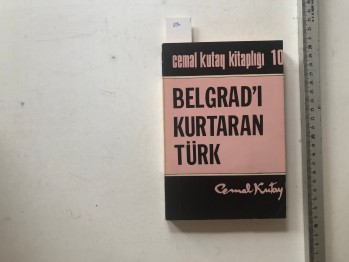 cemal kutay kitaplığı 10
BELGRAD'I
KURTARAN
TÜRK
Cemal Kutay